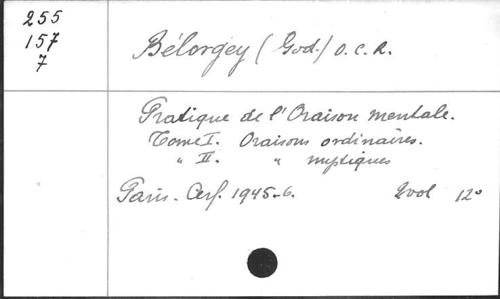 255
157
7
Bélorgey (God.) O.C.R.
Pratique de l'Oraison mentale.
Tome I. Oraisons ordinaires.
" II. " mystiques
Paris. Cerf. 1945-6. 2vol 12°